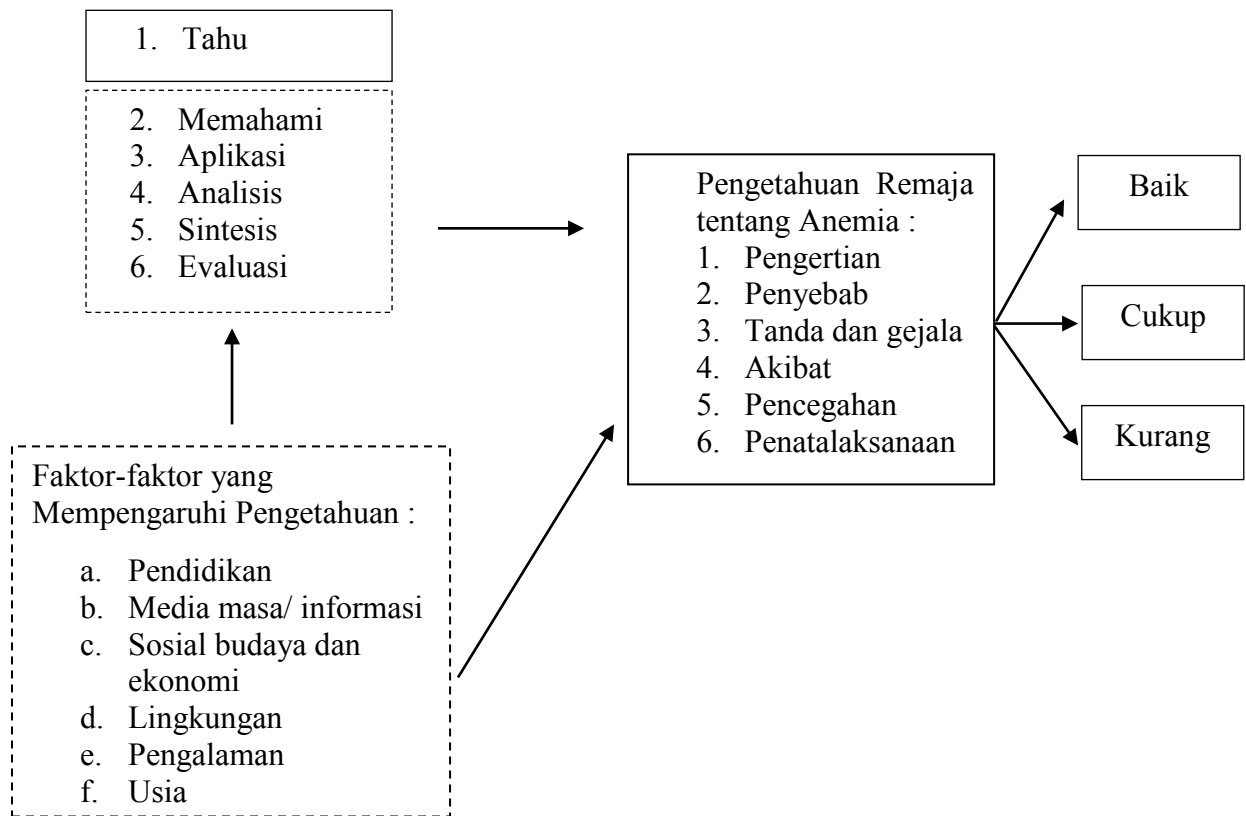 1. Tahu
2. Memahami
3. Aplikasi
4. Analisis
5. Sintesis
6. Evaluasi
Faktor-faktor yang
Mempengaruhi Pengetahuan :
a. Pendidikan
b. Media masa/ informasi
c. Sosial budaya dan
ekonomi
d. Lingkungan
e. Pengalaman
f. Usia
Pengetahuan Remaja
tentang Anemia :
1. Pengertian
2. Penyebab
3. Tanda dan gejala
4. Akibat
5. Pencegahan
6. Penatalaksanaan
Baik
Cukup
Kurang